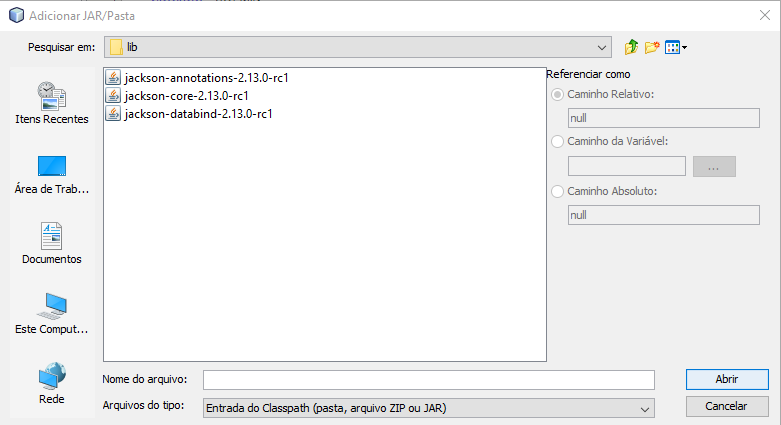 Adicionar JAR/Pasta
Pesquisar em:
lib
Itens Recentes
Área de Trab...
Documentos
Este Comput...
Rede
jackson-annotations-2.13.0-rc1
jackson-core-2.13.0-rc1
jackson-databind-2.13.0-rc1
Referenciar como
Caminho Relativo:
null
Caminho da Variável:
...
Caminho Absoluto:
null
Nome do arquivo:
Abrir
Arquivos do tipo:
Entrada do Classpath (pasta, arquivo ZIP ou JAR)
Cancelar